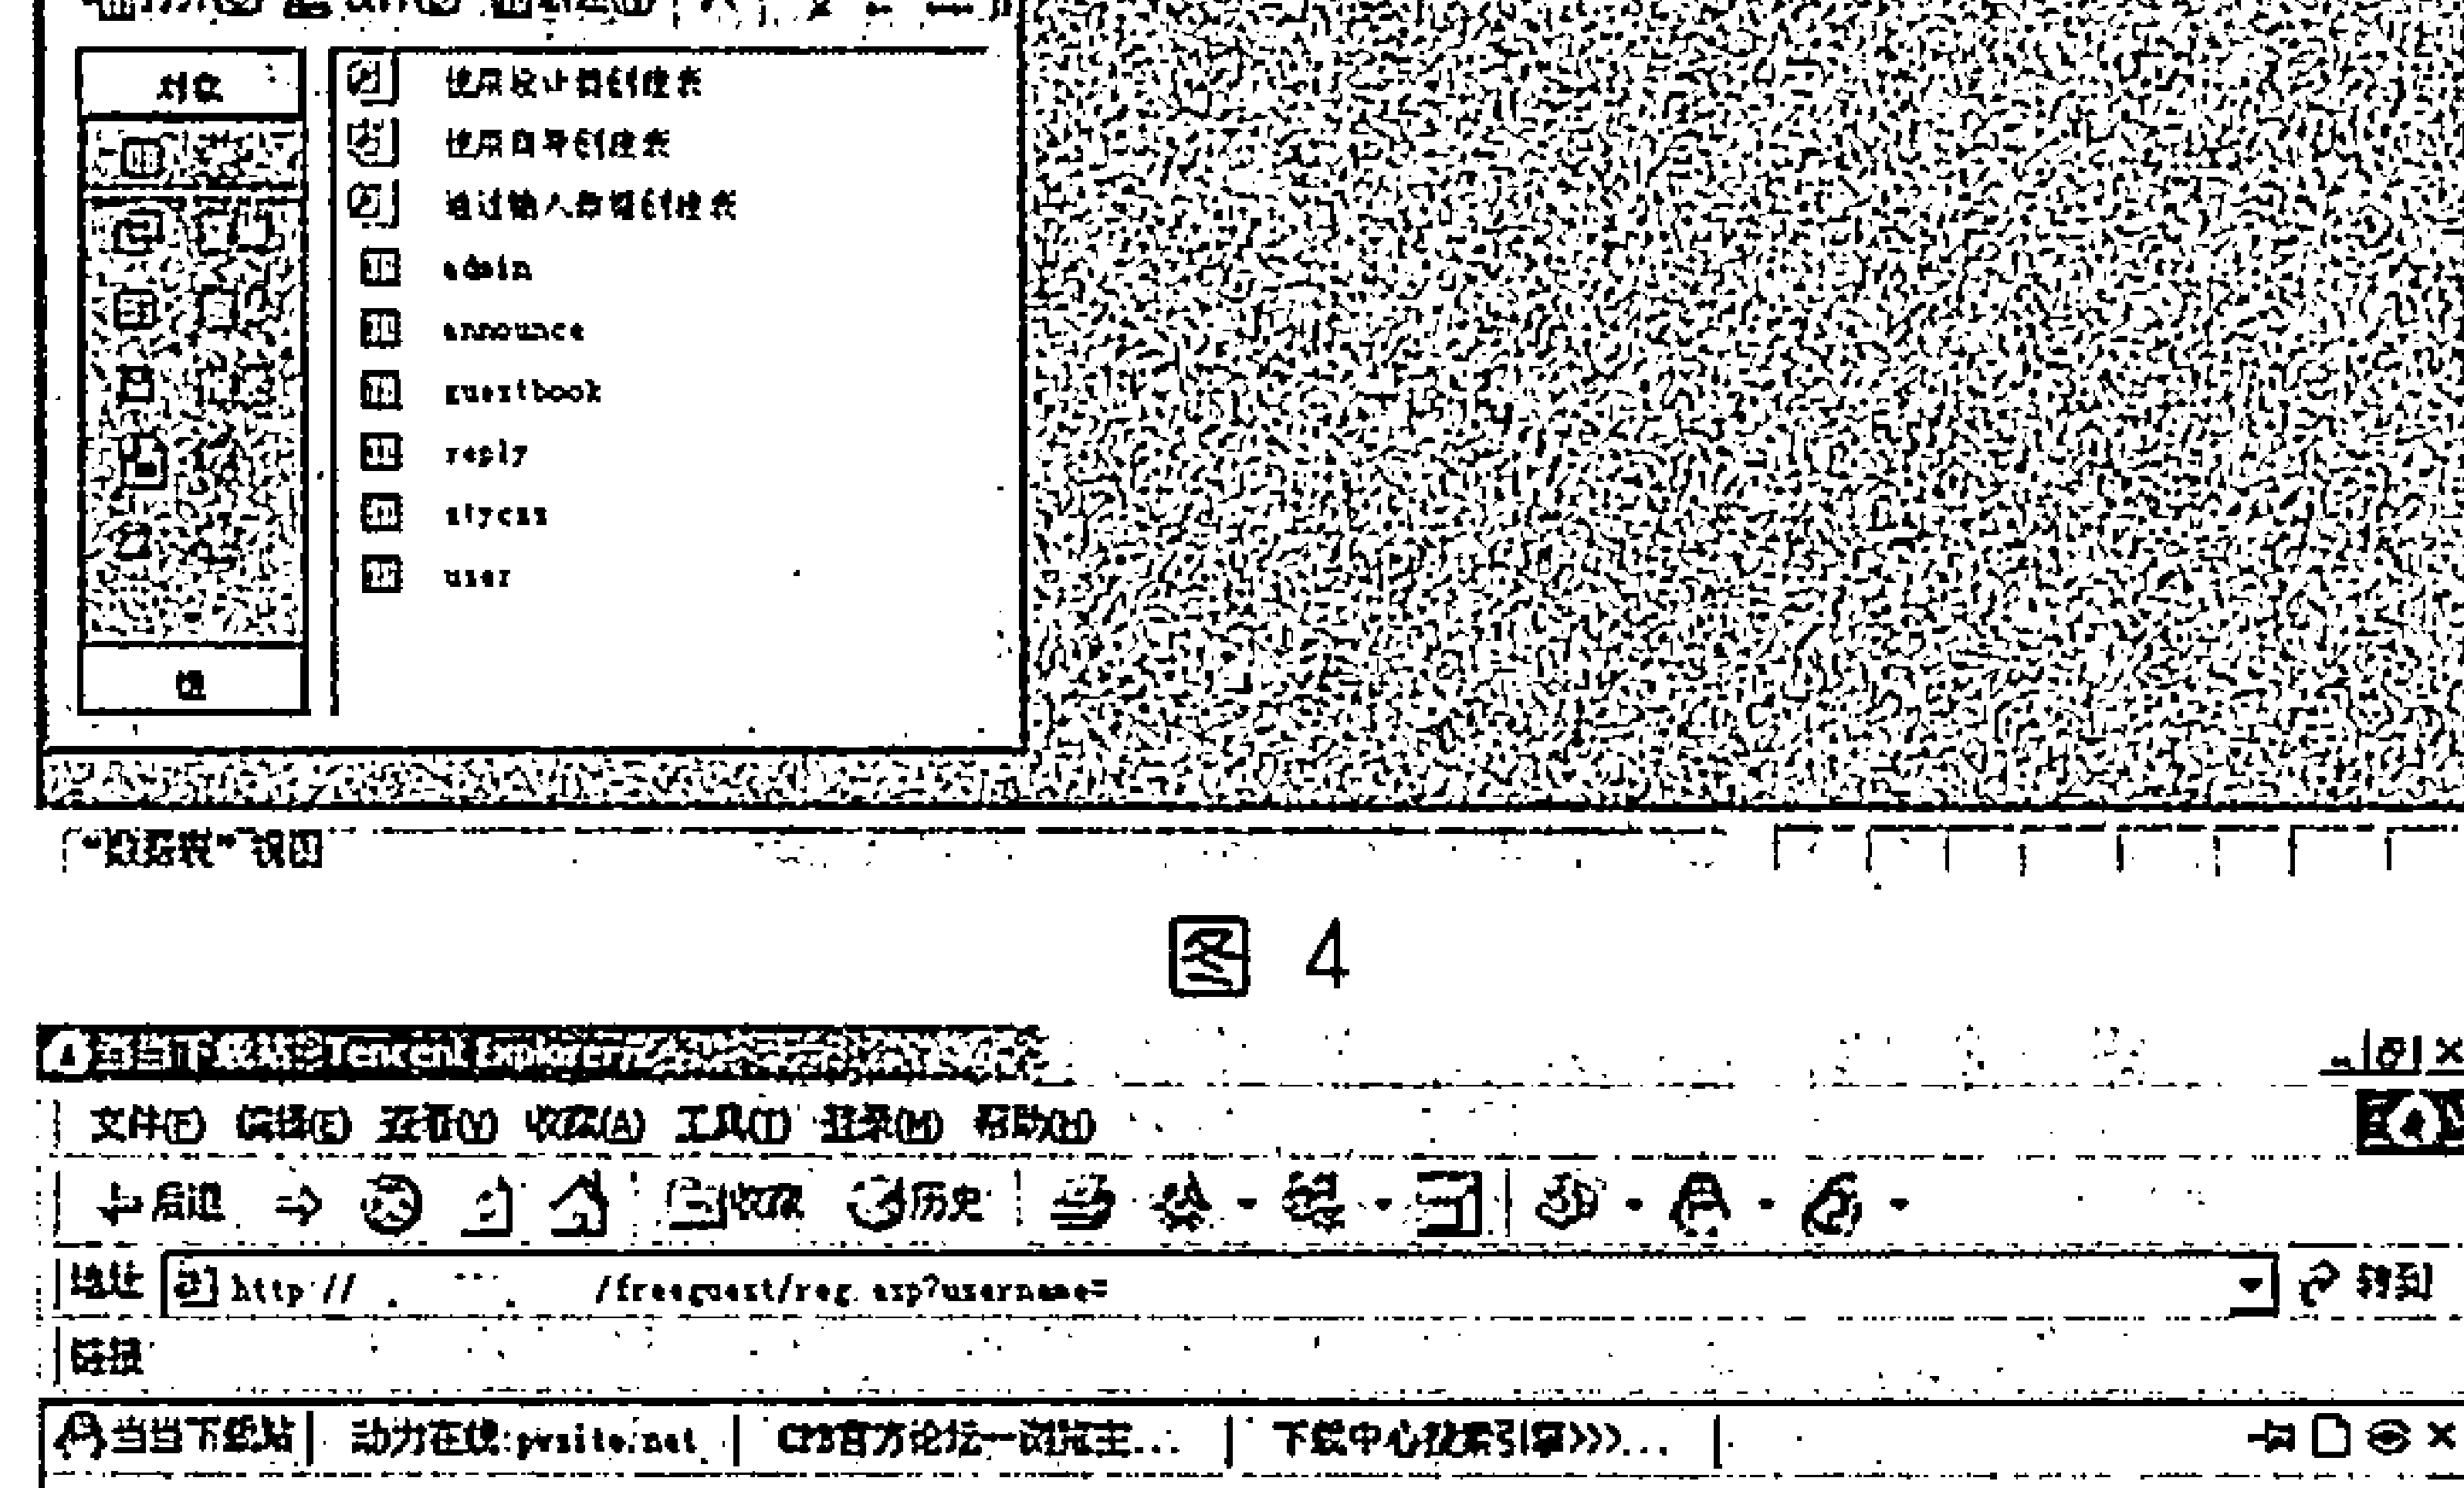 对象
使用设计器创建表
使用向导创建表
通过输入数据创建表
admin
announce
guestbook
reply
user
组
“数据表”视图
图 4
当当下载站 - Tencent Explorer
文件(F) 编辑(E) 查看(V) 收藏(A) 工具(T) 登录(M) 帮助(H)
后退 收藏 历史
地址 http:// /freeguest/reg.asp?username= 转到
链接
当当下载站 动力在线:pwsite.net 官方论坛--浏览主... 下载中心搜索引擎>>>...